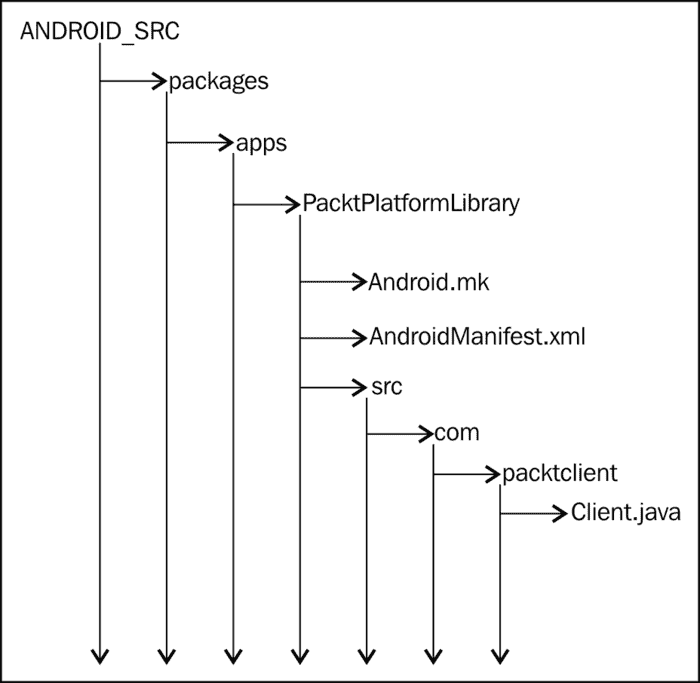 ANDROID_SRC
packages
apps
PacktPlatformLibrary
Android.mk
AndroidManifest.xml
src
com
packtclient
Client.java